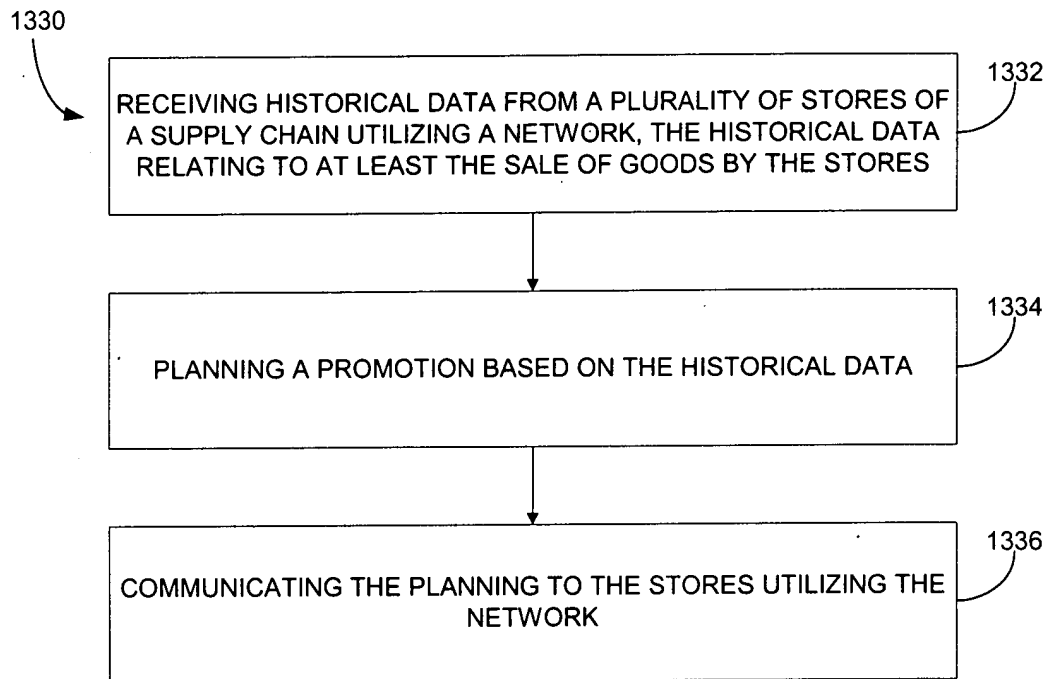 1330
1332
RECEIVING HISTORICAL DATA FROM A PLURALITY OF STORES OF
A SUPPLY CHAIN UTILIZING A NETWORK, THE HISTORICAL DATA
RELATING TO AT LEAST THE SALE OF GOODS BY THE STORES
1334
PLANNING A PROMOTION BASED ON THE HISTORICAL DATA
1336
COMMUNICATING THE PLANNING TO THE STORES UTILIZING THE
NETWORK